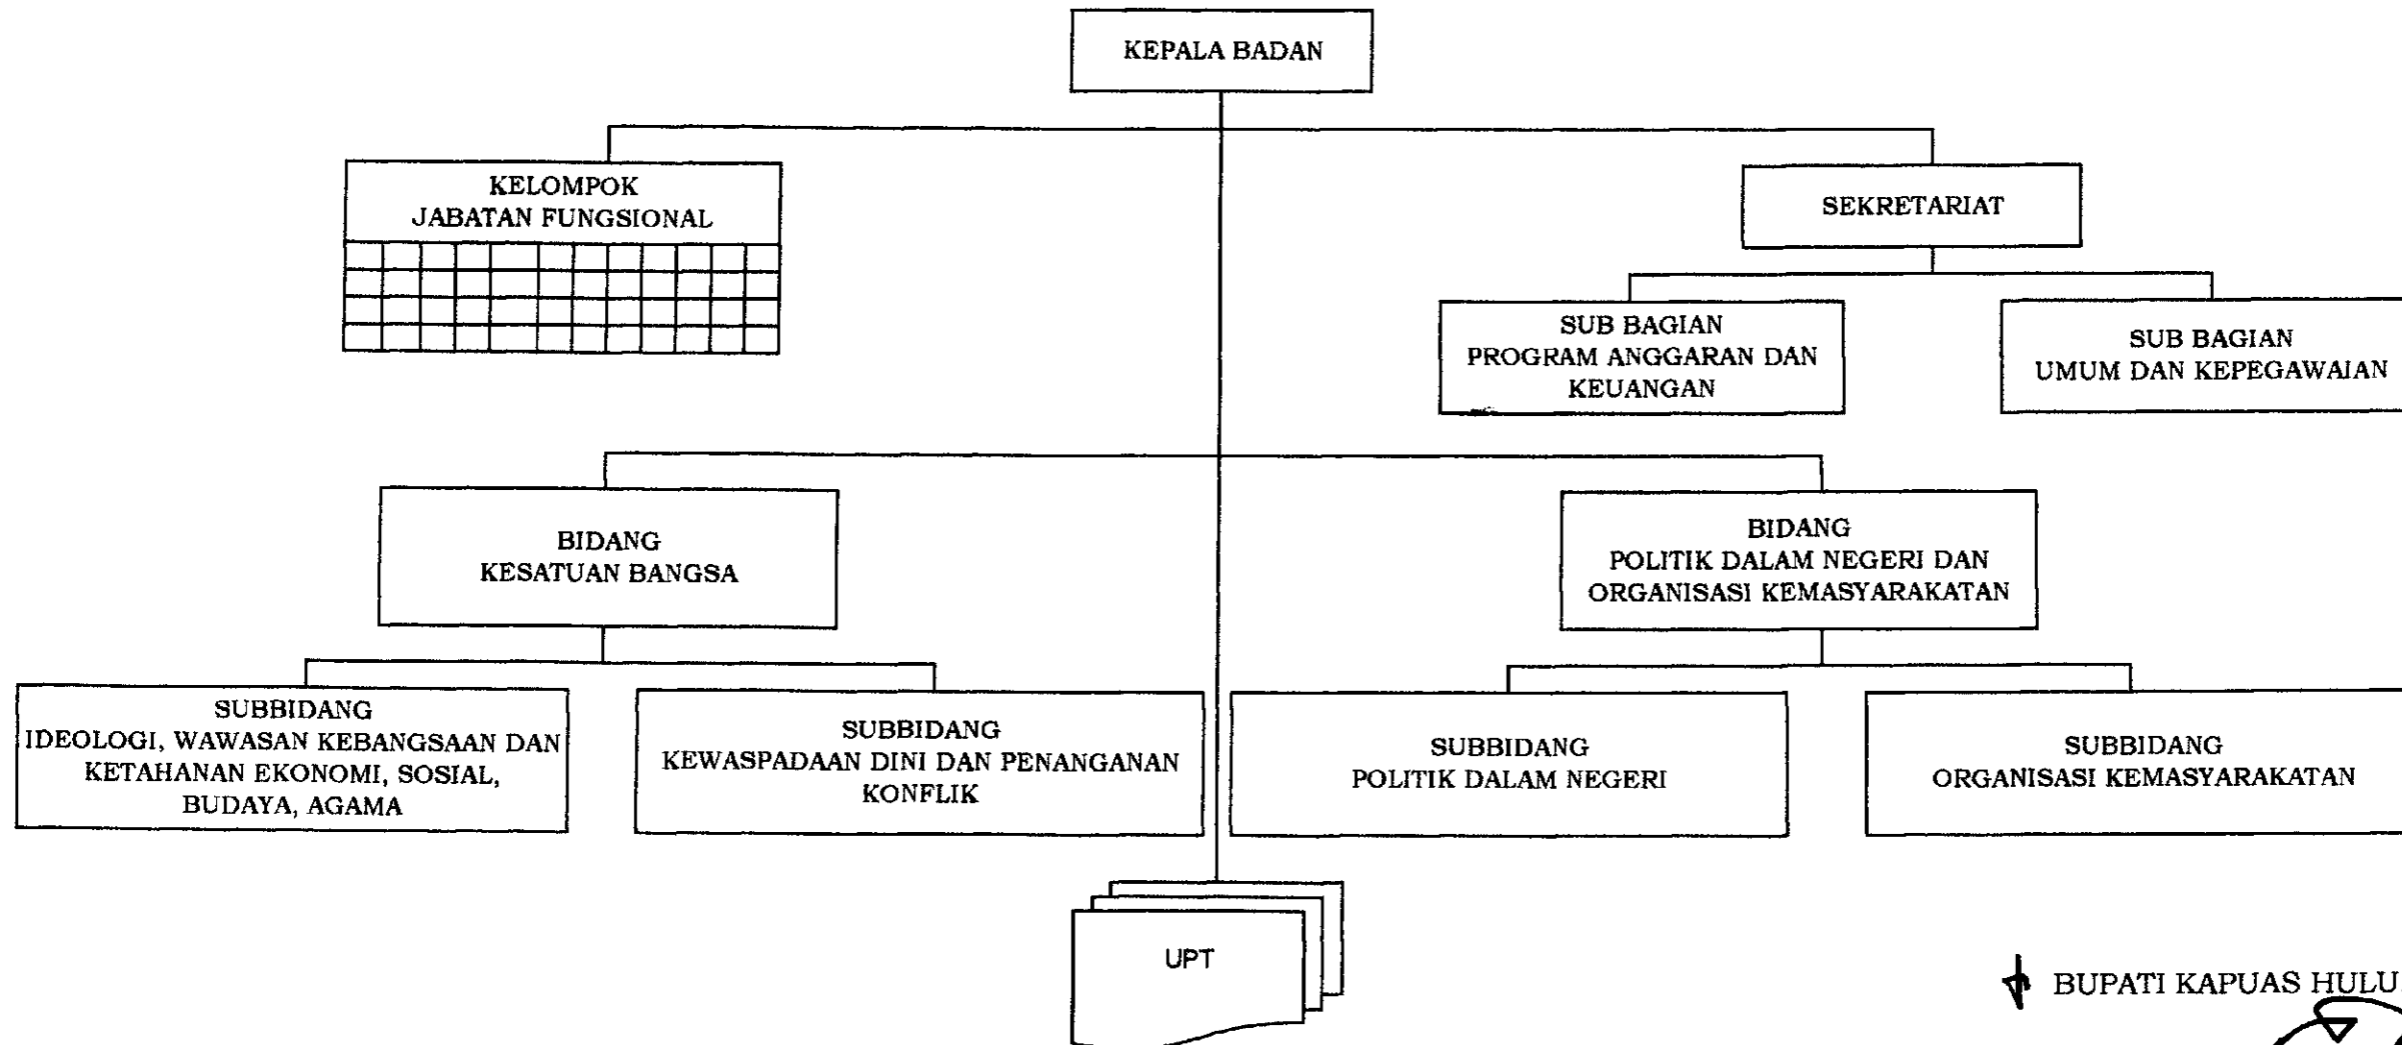 KEPALA BADAN
KELOMPOK
JABATAN FUNGSIONAL
SEKRETARIAT
SUB BAGIAN
PROGRAM ANGGARAN DAN
KEUANGAN
SUB BAGIAN
UMUM DAN KEPEGAWAIAN
BIDANG
KESATUAN BANGSA
BIDANG
POLITIK DALAM NEGERI DAN
ORGANISASI KEMASYARAKATAN
SUBBIDANG
IDEOLOGI, WAWASAN KEBANGSAAN DAN
KETAHANAN EKONOMI, SOSIAL,
BUDAYA, AGAMA
SUBBIDANG
KEWASPADAAN DINI DAN PENANGANAN
KONFLIK
SUBBIDANG
POLITIK DALAM NEGERI
SUBBIDANG
ORGANISASI KEMASYARAKATAN
UPT
BUPATI KAPUAS HULU